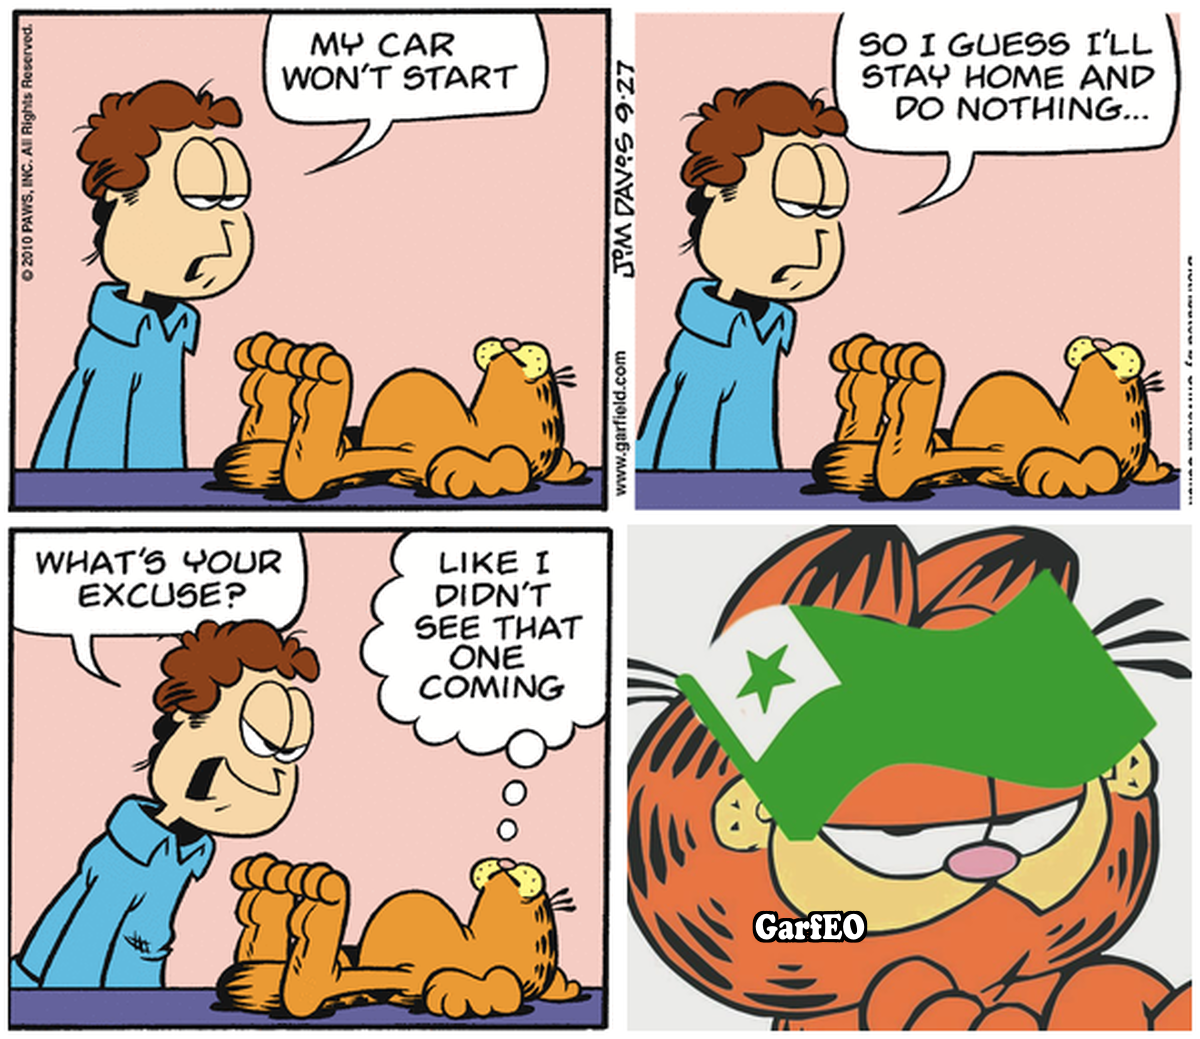 MY CAR
WON'T START
© 2010 PAWS, INC. All Rights Reserved.
JIM DAVIS 9·27
www.garfield.com
SO I GUESS I'LL
STAY HOME AND
DO NOTHING...
WHAT'S YOUR
EXCUSE?
LIKE I
DIDN'T
SEE THAT
ONE
COMING
GarfEO